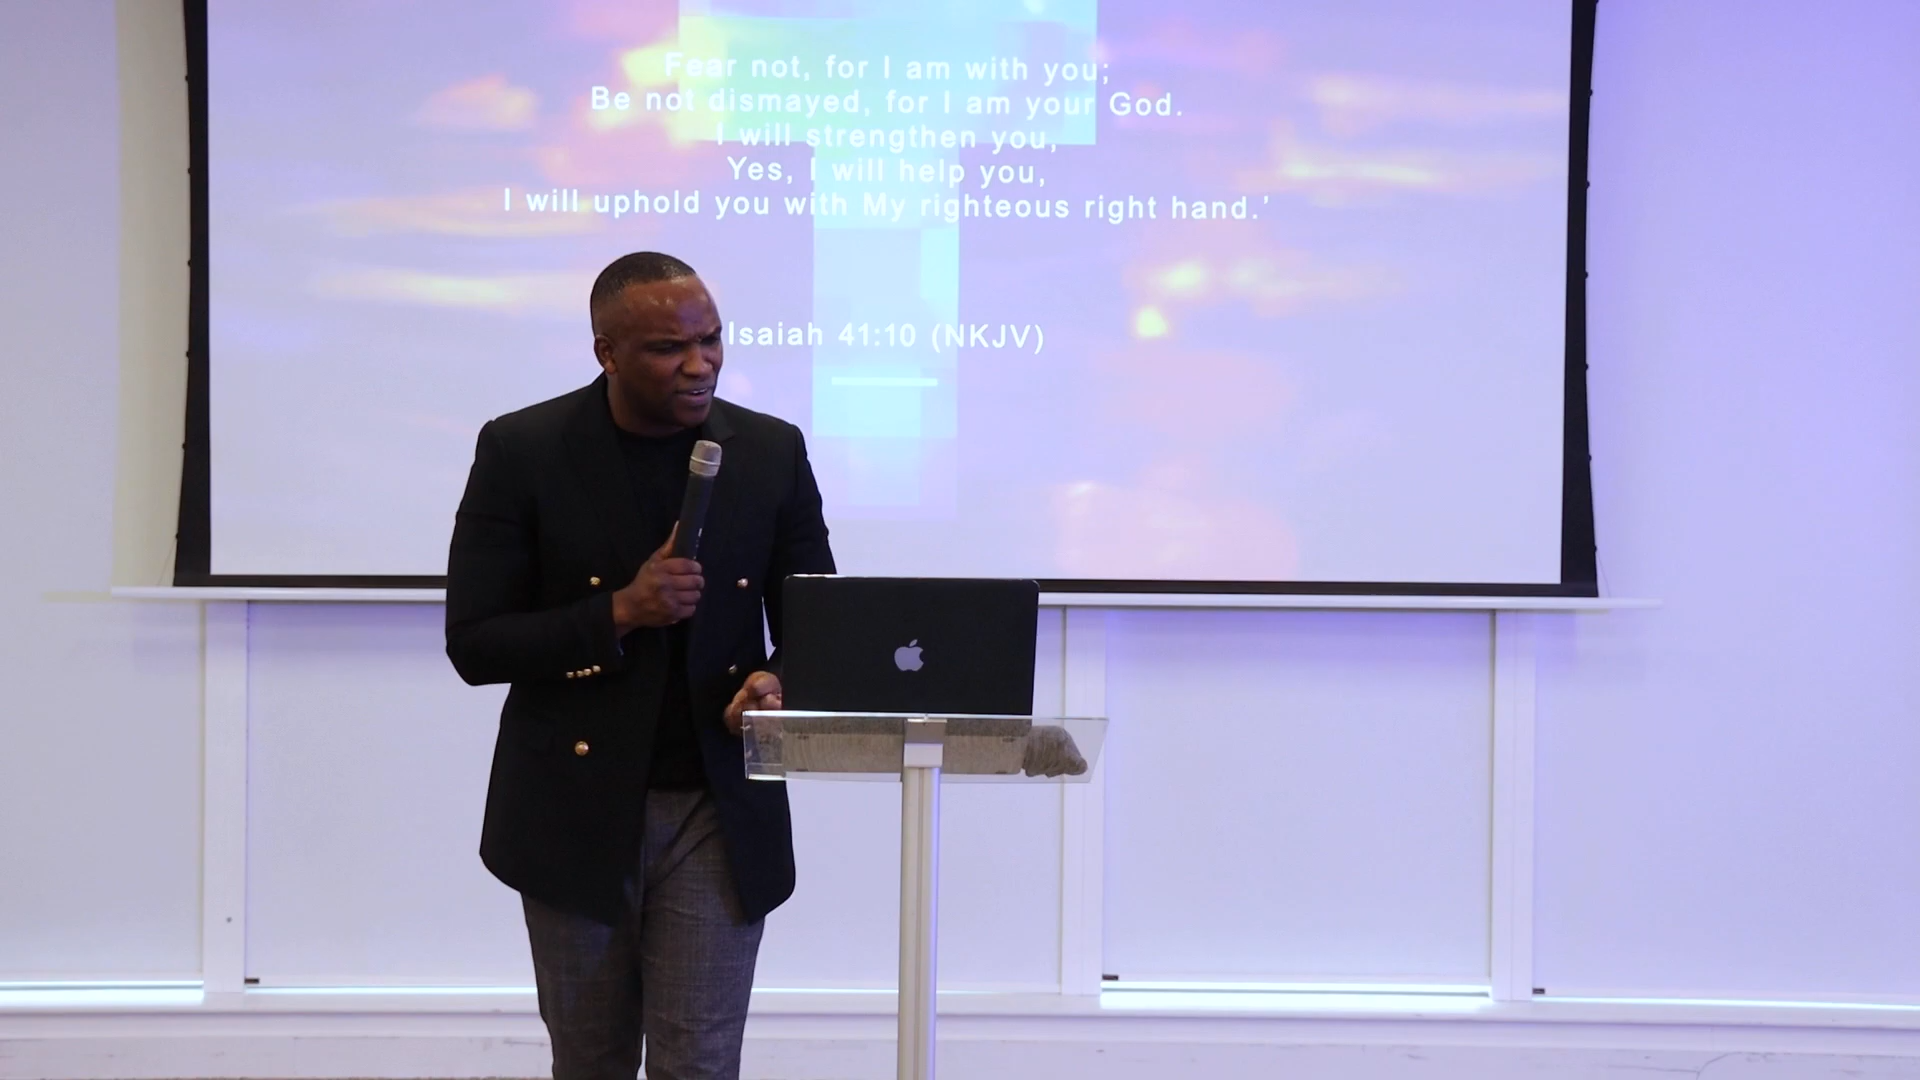 Fear not, for I am with you;
Be not dismayed, for I am your God.
I will strengthen you,
Yes, I will help you,
I will uphold you with My righteous right hand.’
Isaiah 41:10 (NKJV)